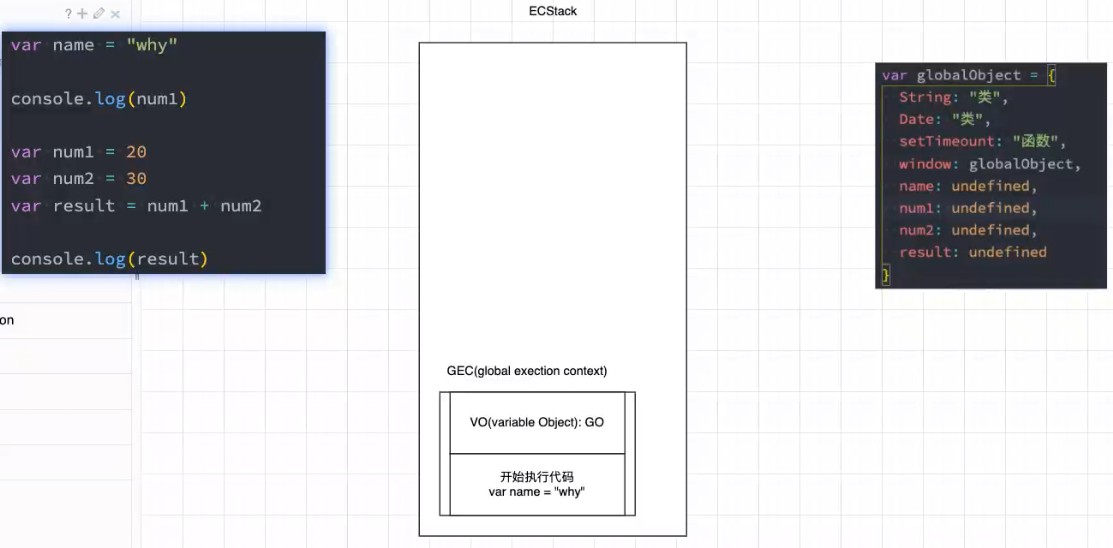 ECStack
var name = "why"
console.log(num1)
var num1 = 20
var num2 = 30
var result = num1 + num2
console.log(result)
on
GEC(global exection context)
VO(variable Object): GO
开始执行代码
var name = "why"
var globalObject = {
String: "类",
Date: "类",
setTimeount: "函数",
window: globalObject,
name: undefined,
num1: undefined,
num2: undefined,
result: undefined
}